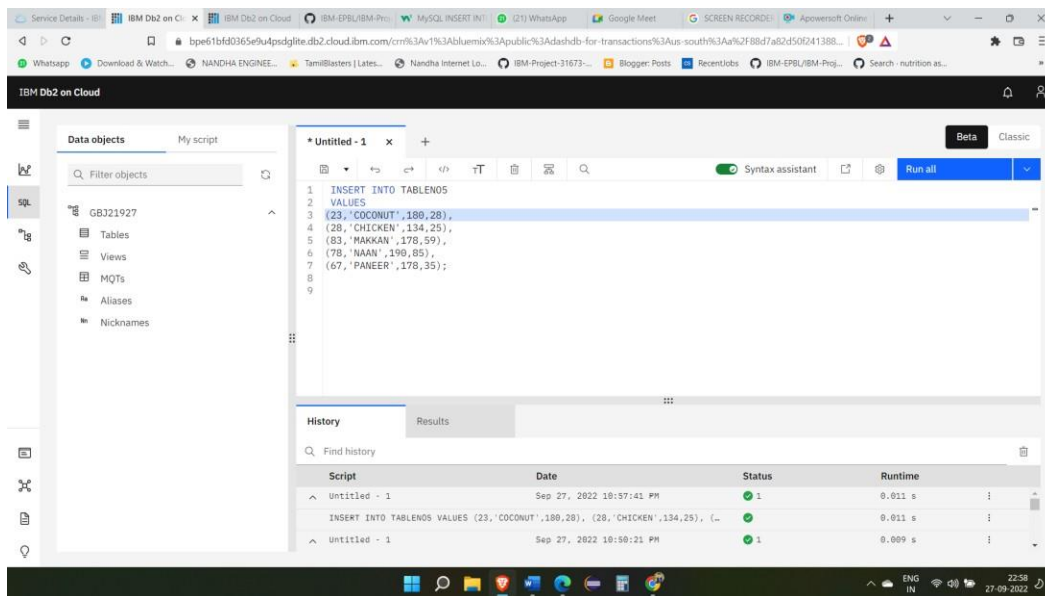 Service Details - IBM
IBM Db2 on Clo
IBM Db2 on Cloud
IBM-EPBL/IBM-Proj
MySQL INSERT INT
(21) WhatsApp
Google Meet
SCREEN RECORDER
Apowersoft Online
bpe61bfd0365e9u4psdglite.db2.cloud.ibm.com/crn%3Av1%3Abluemix%3Apublic%3Adashdb-for-transactions%3Aus-south%3Aa%2F88d7a82d50f241388...
Whatsapp
Download & Watch...
NANDHA ENGINEE...
TamilBlasters | Lates...
Nandha Internet Lo...
IBM-Project-31673-...
Blogger: Posts
RecentJobs
IBM-EPBL/IBM-Proj...
Search - nutrition as...
IBM Db2 on Cloud
Data objects
My script
Filter objects
SQL
GBJ21927
Tables
Views
MQTs
Aliases
Nicknames
* Untitled - 1
Beta
Classic
Syntax assistant
Run all
1 INSERT INTO TABLENO5
2 VALUES
3 (23,'COCONUT',180,28),
4 (28,'CHICKEN',134,25),
5 (83,'MAKKAN',178,59),
6 (78,'NAAN',190,85),
7 (67,'PANEER',178,35);
8
9
History
Results
Find history
Script Date Status Runtime
Untitled - 1 Sep 27, 2022 10:57:41 PM 1 0.011 s
INSERT INTO TABLENO5 VALUES (23,'COCONUT',180,28), (28,'CHICKEN',134,25), (… 0.011 s
Untitled - 1 Sep 27, 2022 10:50:21 PM 1 0.009 s
ENG
IN
22:58
27-09-2022